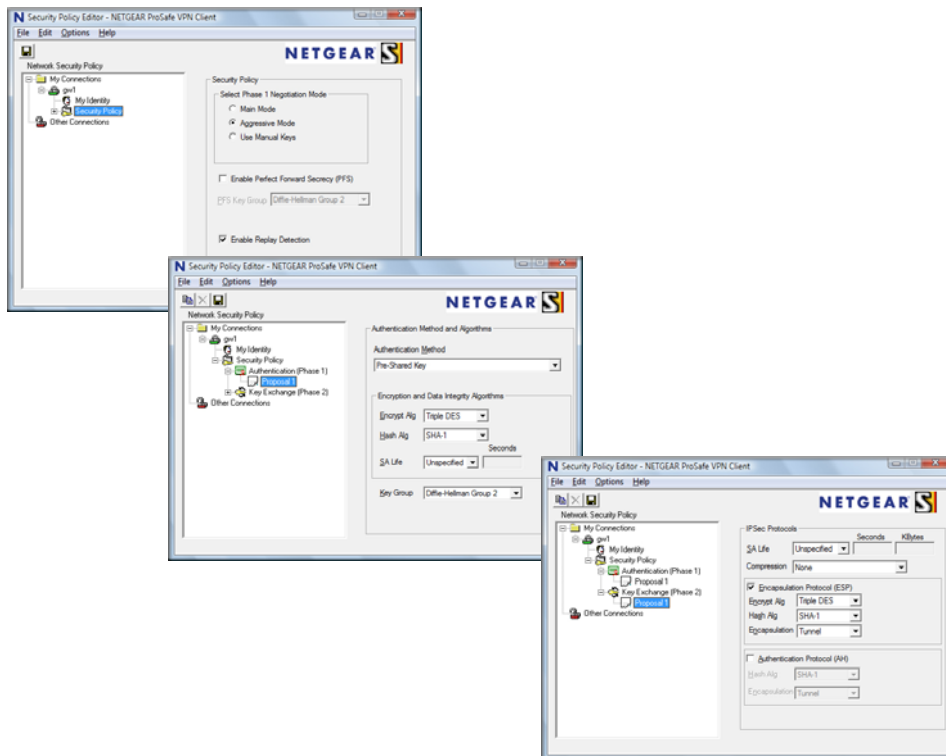 Security Policy Editor - NETGEAR ProSafe VPN Client
File Edit Options Help
NETGEAR
Network Security Policy
My Connections
gw1
My Identity
Security Policy
Other Connections
Security Policy
Select Phase 1 Negotiation Mode
Main Mode
Aggressive Mode
Use Manual Keys
Enable Perfect Forward Secrecy (PFS)
PFS Key Group Diffie-Hellman Group 2
Enable Replay Detection
Security Policy Editor - NETGEAR ProSafe VPN Client
File Edit Options Help
NETGEAR
Network Security Policy
My Connections
gw1
My Identity
Security Policy
Authentication (Phase 1)
Proposal 1
Key Exchange (Phase 2)
Other Connections
Authentication Method and Algorithms
Authentication Method
Pre-Shared Key
Encryption and Data Integrity Algorithms
Encrypt Alg Triple DES
Hash Alg SHA-1
Seconds
SA Life Unspecified
Key Group Diffie-Hellman Group 2
Security Policy Editor - NETGEAR ProSafe VPN Client
File Edit Options Help
NETGEAR
Network Security Policy
My Connections
gw1
My Identity
Security Policy
Authentication (Phase 1)
Proposal 1
Key Exchange (Phase 2)
Proposal 1
Other Connections
IPSec Protocols
Seconds KBytes
SA Life Unspecified
Compression None
Encapsulation Protocol (ESP)
Encrypt Alg Triple DES
Hash Alg SHA-1
Encapsulation Tunnel
Authentication Protocol (AH)
Hash Alg SHA-1
Encapsulation Tunnel